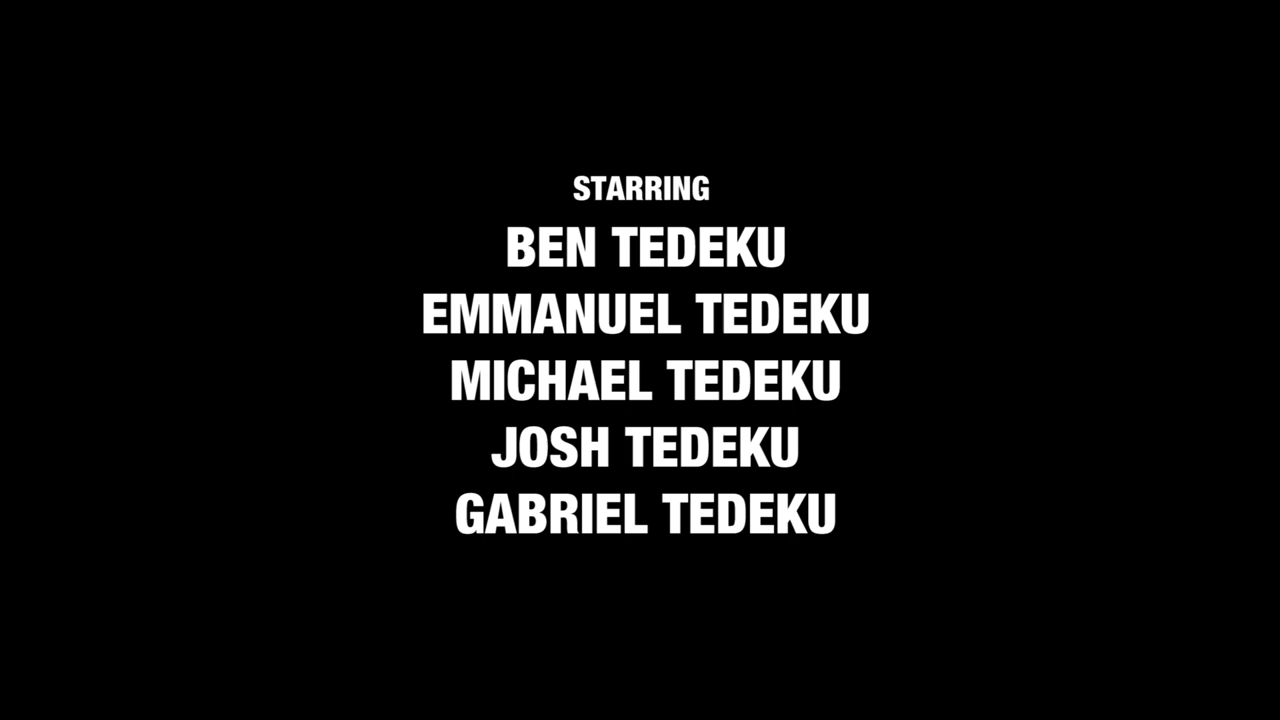 STARRING
BEN TEDEKU
EMMANUEL TEDEKU
MICHAEL TEDEKU
JOSH TEDEKU
GABRIEL TEDEKU